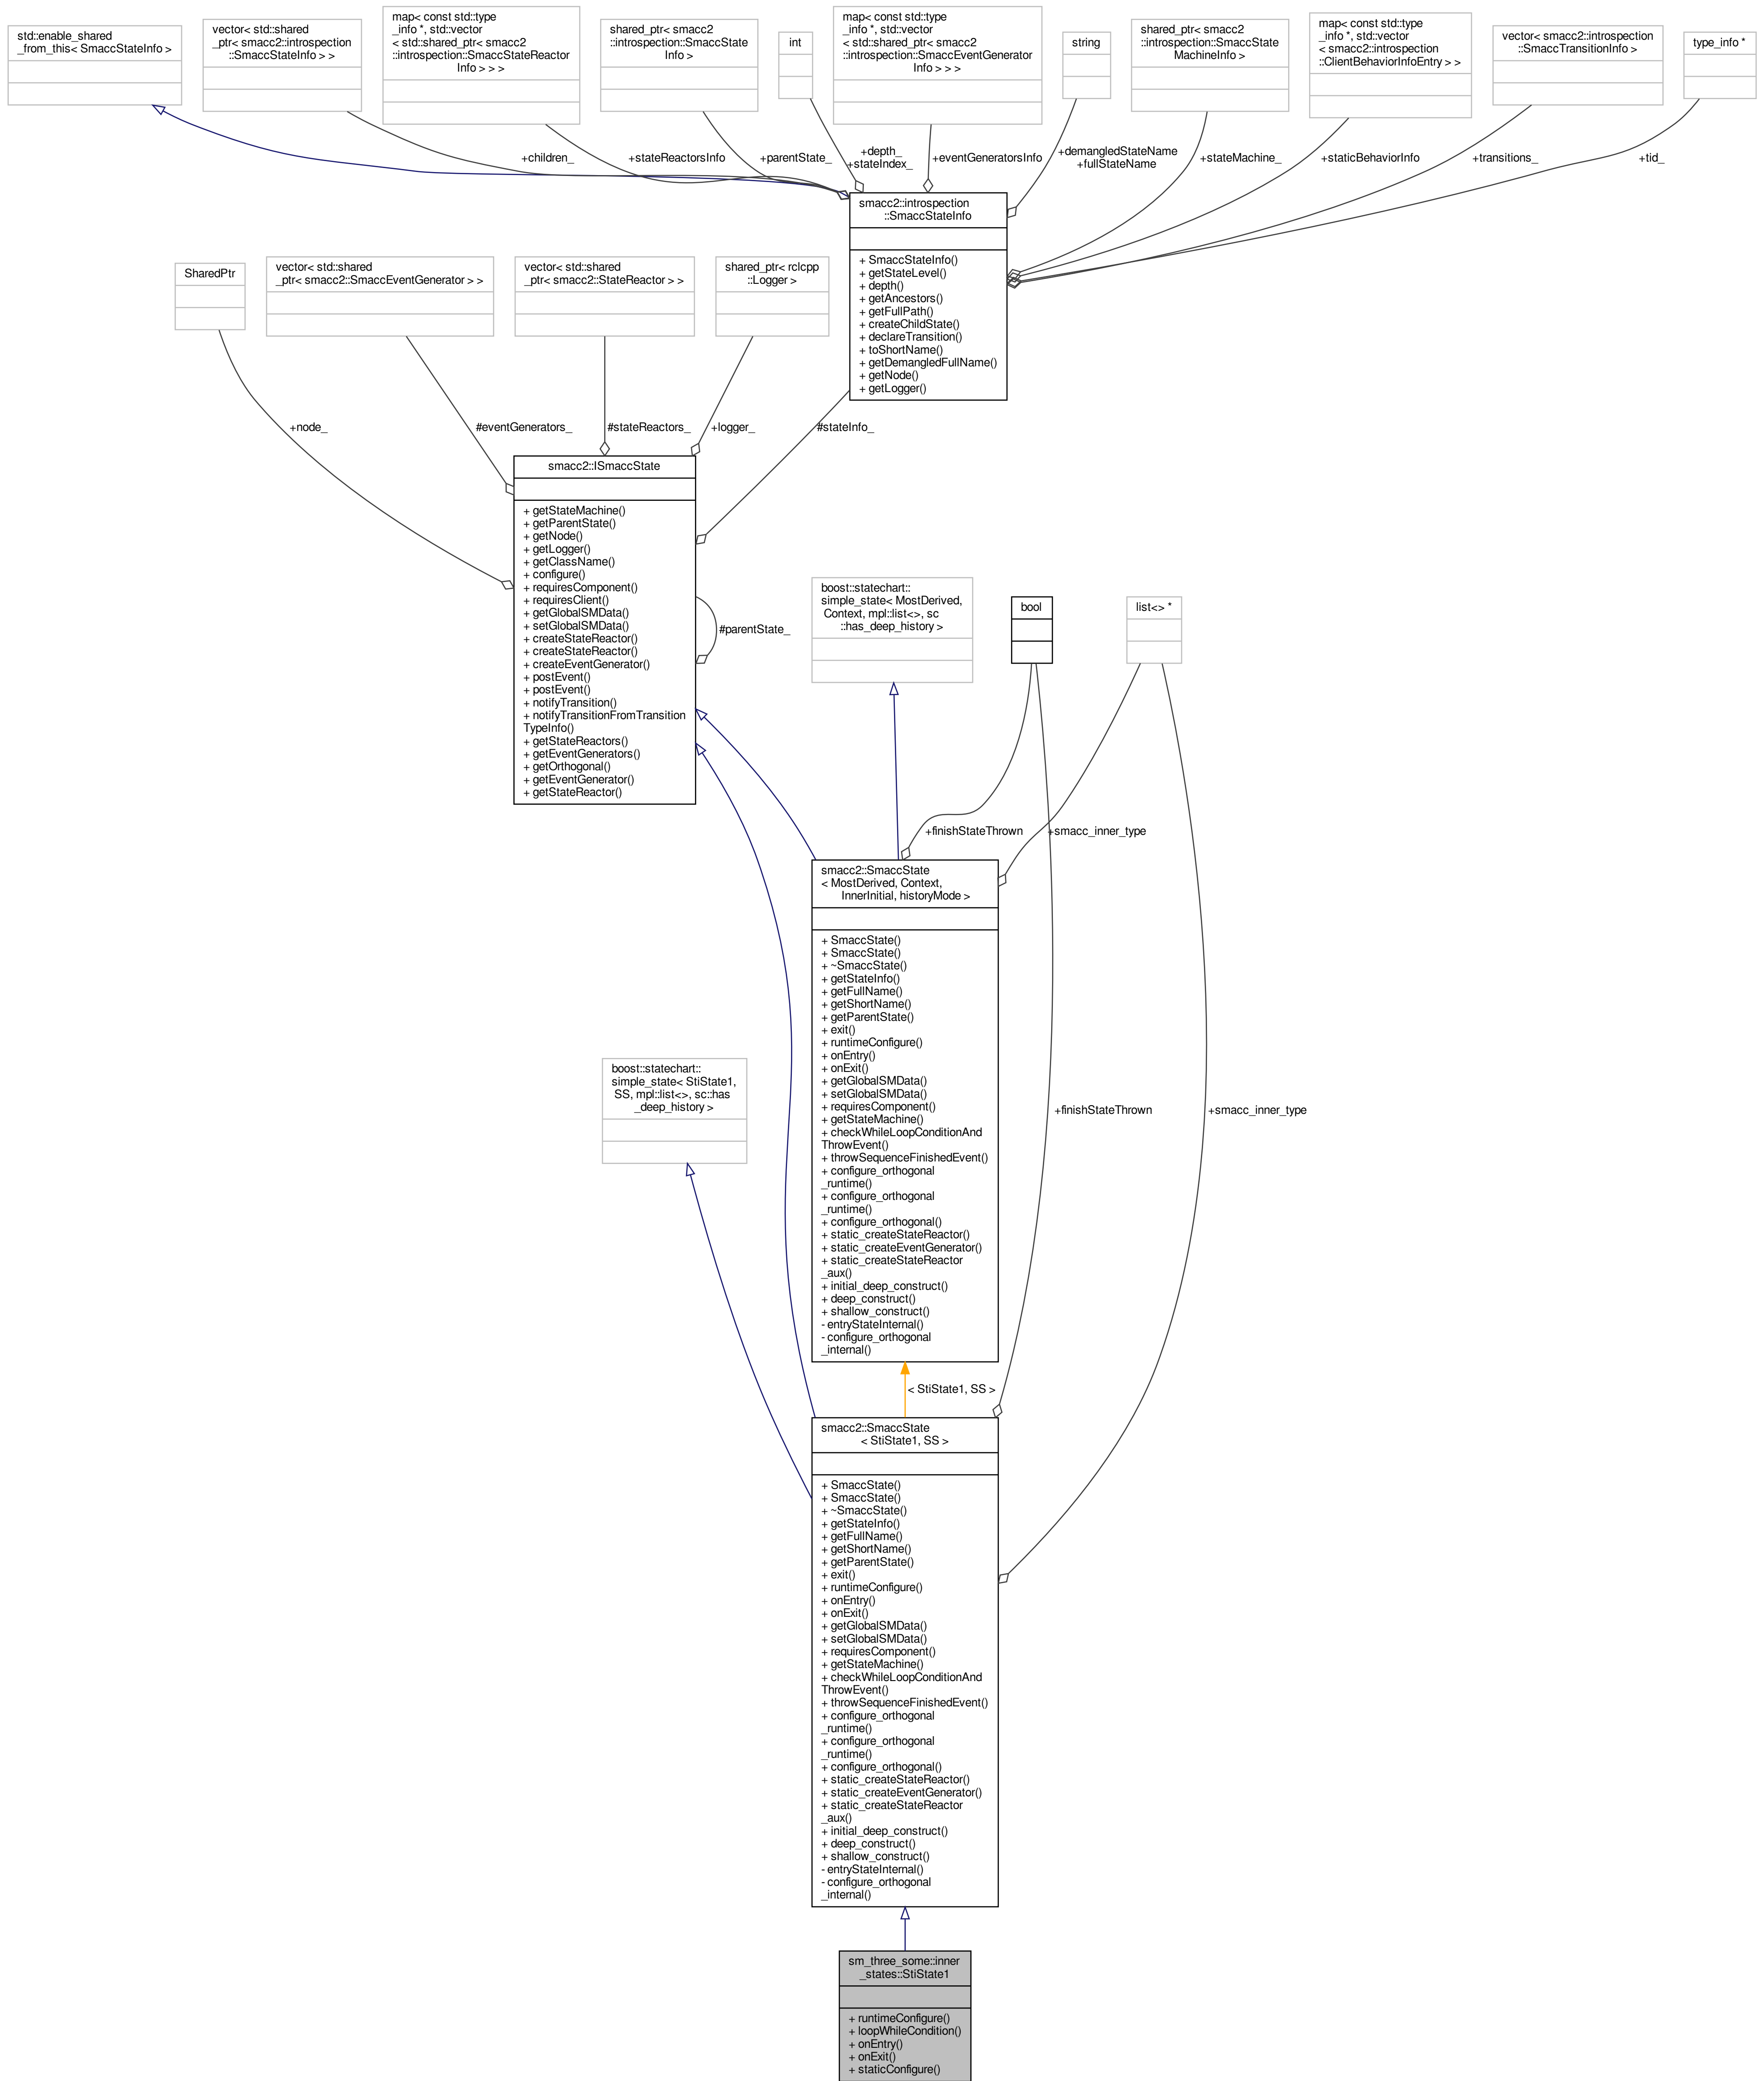 std::enable_shared
_from_this< SmaccStateInfo >
vector< std::shared
_ptr< smacc2::introspection
::SmaccStateInfo > >
map< const std::type
_info *, std::vector
< std::shared_ptr< smacc2
::introspection::SmaccStateReactor
Info > > >
shared_ptr< smacc2
::introspection::SmaccState
Info >
int
map< const std::type
_info *, std::vector
< std::shared_ptr< smacc2
::introspection::SmaccEventGenerator
Info > > >
string
shared_ptr< smacc2
::introspection::SmaccState
MachineInfo >
map< const std::type
_info *, std::vector
< smacc2::introspection
::ClientBehaviorInfoEntry > >
vector< smacc2::introspection
::SmaccTransitionInfo >
type_info *
+children_
+stateReactorsInfo
+parentState_
+depth_
+stateIndex_
+eventGeneratorsInfo
+demangledStateName
+fullStateName
+stateMachine_
+staticBehaviorInfo
+transitions_
+tid_
smacc2::introspection
::SmaccStateInfo
+ SmaccStateInfo()
+ getStateLevel()
+ depth()
+ getAncestors()
+ getFullPath()
+ createChildState()
+ declareTransition()
+ toShortName()
+ getDemangledFullName()
+ getNode()
+ getLogger()
SharedPtr
vector< std::shared
_ptr< smacc2::SmaccEventGenerator > >
vector< std::shared
_ptr< smacc2::StateReactor > >
shared_ptr< rclcpp
::Logger >
+node_
#eventGenerators_
#stateReactors_
+logger_
#stateInfo_
smacc2::ISmaccState
+ getStateMachine()
+ getParentState()
+ getNode()
+ getLogger()
+ getClassName()
+ configure()
+ requiresComponent()
+ requiresClient()
+ getGlobalSMData()
+ setGlobalSMData()
+ createStateReactor()
+ createStateReactor()
+ createEventGenerator()
+ postEvent()
+ postEvent()
+ notifyTransition()
+ notifyTransitionFromTransition
TypeInfo()
+ getStateReactors()
+ getEventGenerators()
+ getOrthogonal()
+ getEventGenerator()
+ getStateReactor()
#parentState_
boost::statechart::
simple_state< MostDerived,
Context, mpl::list<>, sc
::has_deep_history >
bool
list<> *
+finishStateThrown
+smacc_inner_type
smacc2::SmaccState
< MostDerived, Context,
InnerInitial, historyMode >
+ SmaccState()
+ SmaccState()
+ ~SmaccState()
+ getStateInfo()
+ getFullName()
+ getShortName()
+ getParentState()
+ exit()
+ runtimeConfigure()
+ onEntry()
+ onExit()
+ getGlobalSMData()
+ setGlobalSMData()
+ requiresComponent()
+ getStateMachine()
+ checkWhileLoopConditionAnd
ThrowEvent()
+ throwSequenceFinishedEvent()
+ configure_orthogonal
_runtime()
+ configure_orthogonal
_runtime()
+ configure_orthogonal()
+ static_createStateReactor()
+ static_createEventGenerator()
+ static_createStateReactor
_aux()
+ initial_deep_construct()
+ deep_construct()
+ shallow_construct()
- entryStateInternal()
- configure_orthogonal
_internal()
boost::statechart::
simple_state< StiState1,
SS, mpl::list<>, sc::has
_deep_history >
+finishStateThrown
+smacc_inner_type
< StiState1, SS >
smacc2::SmaccState
< StiState1, SS >
+ SmaccState()
+ SmaccState()
+ ~SmaccState()
+ getStateInfo()
+ getFullName()
+ getShortName()
+ getParentState()
+ exit()
+ runtimeConfigure()
+ onEntry()
+ onExit()
+ getGlobalSMData()
+ setGlobalSMData()
+ requiresComponent()
+ getStateMachine()
+ checkWhileLoopConditionAnd
ThrowEvent()
+ throwSequenceFinishedEvent()
+ configure_orthogonal
_runtime()
+ configure_orthogonal
_runtime()
+ configure_orthogonal()
+ static_createStateReactor()
+ static_createEventGenerator()
+ static_createStateReactor
_aux()
+ initial_deep_construct()
+ deep_construct()
+ shallow_construct()
- entryStateInternal()
- configure_orthogonal
_internal()
sm_three_some::inner
_states::StiState1
+ runtimeConfigure()
+ loopWhileCondition()
+ onEntry()
+ onExit()
+ staticConfigure()